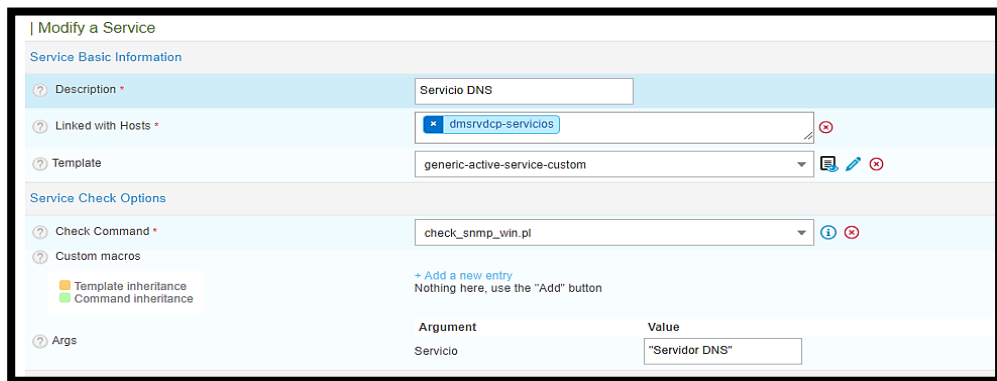 | Modify a Service
Service Basic Information
? Description *
Servicio DNS
? Linked with Hosts *
× dmsrvdcp-servicios
? Template
generic-active-service-custom
Service Check Options
? Check Command *
check_snmp_win.pl
? Custom macros
Template inheritance
Command inheritance
+ Add a new entry
Nothing here, use the "Add" button
? Args
Argument Value
Servicio "Servidor DNS"